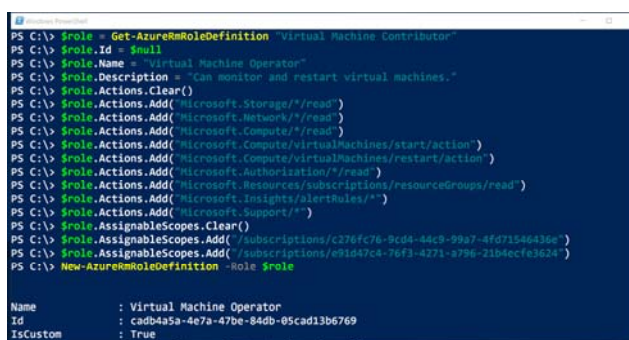 Windows PowerShell
PS C:\> $role = Get-AzureRmRoleDefinition "Virtual Machine Contributor"
PS C:\> $role.Id = $null
PS C:\> $role.Name = "Virtual Machine Operator"
PS C:\> $role.Description = "Can monitor and restart virtual machines."
PS C:\> $role.Actions.Clear()
PS C:\> $role.Actions.Add("Microsoft.Storage/*/read")
PS C:\> $role.Actions.Add("Microsoft.Network/*/read")
PS C:\> $role.Actions.Add("Microsoft.Compute/*/read")
PS C:\> $role.Actions.Add("Microsoft.Compute/virtualMachines/start/action")
PS C:\> $role.Actions.Add("Microsoft.Compute/virtualMachines/restart/action")
PS C:\> $role.Actions.Add("Microsoft.Authorization/*/read")
PS C:\> $role.Actions.Add("Microsoft.Resources/subscriptions/resourceGroups/read")
PS C:\> $role.Actions.Add("Microsoft.Insights/alertRules/*")
PS C:\> $role.Actions.Add("Microsoft.Support/*")
PS C:\> $role.AssignableScopes.Clear()
PS C:\> $role.AssignableScopes.Add("/subscriptions/c276fc76-9cd4-44c9-99a7-4fd71546436e")
PS C:\> $role.AssignableScopes.Add("/subscriptions/e91d47c4-76f3-4271-a796-21b4ecfe3624")
PS C:\> New-AzureRmRoleDefinition -Role $role
Name : Virtual Machine Operator
Id : cadb4a5a-4e7a-47be-84db-05cad13b6769
IsCustom : True